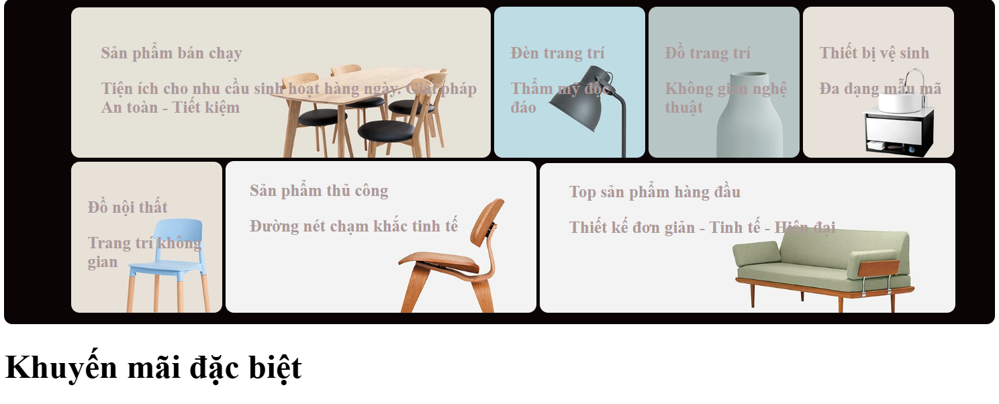 Sản phẩm bán chạy
Tiện ích cho nhu cầu sinh hoạt hàng ngày. Giải pháp
An toàn - Tiết kiệm
Đèn trang trí
Thẩm mỹ độc
đáo
Đồ trang trí
Không gian nghệ
thuật
Thiết bị vệ sinh
Đa dạng mẫu mã
Đồ nội thất
Trang trí không
gian
Sản phẩm thủ công
Đường nét chạm khắc tinh tế
Top sản phẩm hàng đầu
Thiết kế đơn giản - Tinh tế - Hiện đại
Khuyến mãi đặc biệt